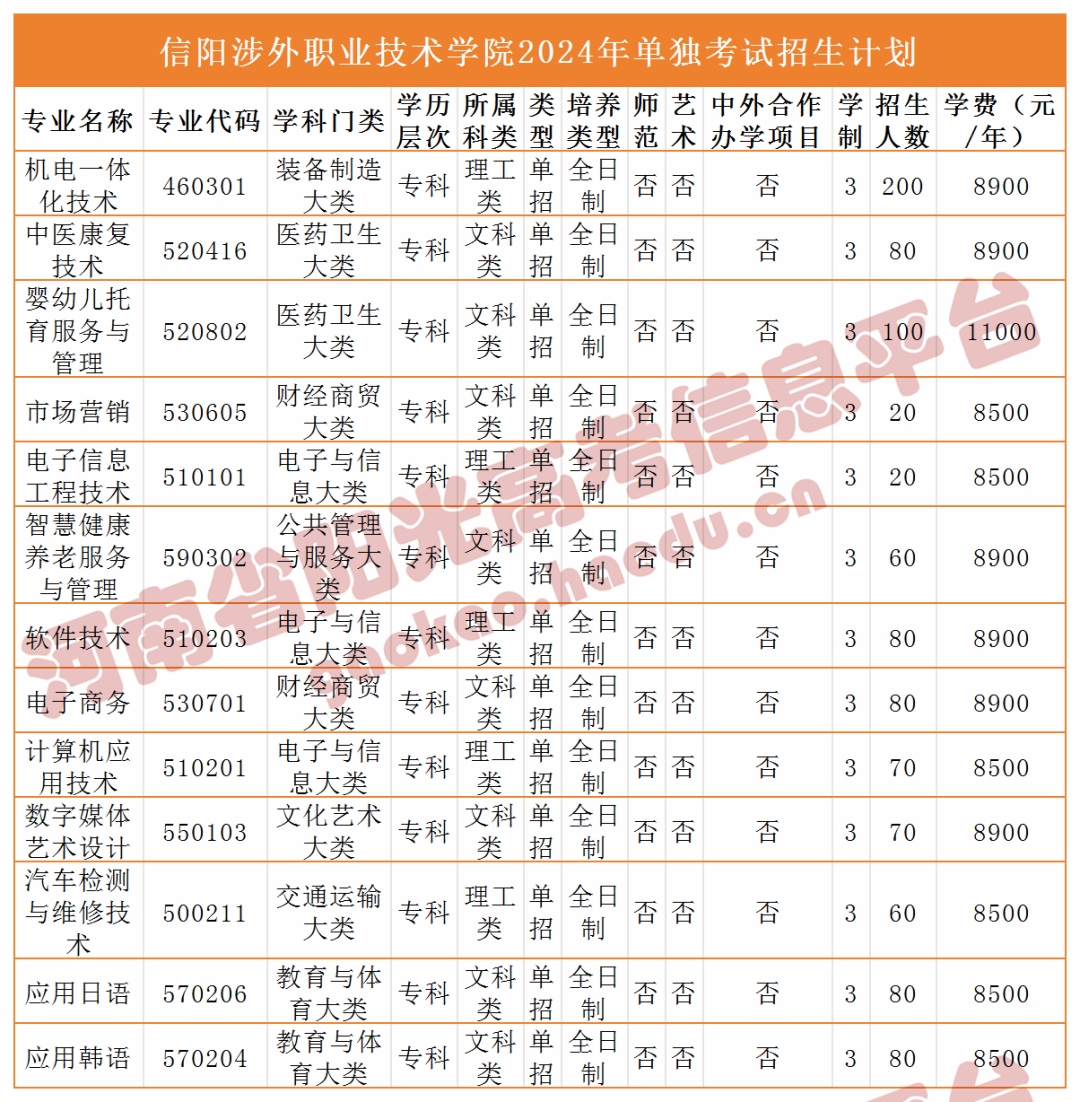 信阳涉外职业技术学院2024年单独考试招生计划
专业名称 专业代码 学科门类 学历层次 所属科类 类型 培养类型 师范 艺术 中外合作办学项目 学制 招生人数 学费（元/年）
机电一体化技术 460301 装备制造大类 专科 理工类 单招 全日制 否 否 否 3 200 8900
中医康复技术 520416 医药卫生大类 专科 文科类 单招 全日制 否 否 否 3 80 8900
婴幼儿托育服务与管理 520802 医药卫生大类 专科 文科类 单招 全日制 否 否 否 3 100 11000
市场营销 530605 财经商贸大类 专科 文科类 单招 全日制 否 否 否 3 20 8500
电子信息工程技术 510101 电子与信息大类 专科 理工类 单招 全日制 否 否 否 3 20 8500
智慧健康养老服务与管理 590302 公共管理与服务大类 专科 文科类 单招 全日制 否 否 否 3 60 8900
软件技术 510203 电子与信息大类 专科 理工类 单招 全日制 否 否 否 3 80 8900
电子商务 530701 财经商贸大类 专科 文科类 单招 全日制 否 否 否 3 80 8900
计算机应用技术 510201 电子与信息大类 专科 理工类 单招 全日制 否 否 否 3 70 8500
数字媒体艺术设计 550103 文化艺术大类 专科 文科类 单招 全日制 否 否 否 3 70 8900
汽车检测与维修技术 500211 交通运输大类 专科 理工类 单招 全日制 否 否 否 3 60 8500
应用日语 570206 教育与体育大类 专科 文科类 单招 全日制 否 否 否 3 80 8500
应用韩语 570204 教育与体育大类 专科 文科类 单招 全日制 否 否 否 3 80 8500
河南省阳光高考信息平台
gaokao.haedu.cn